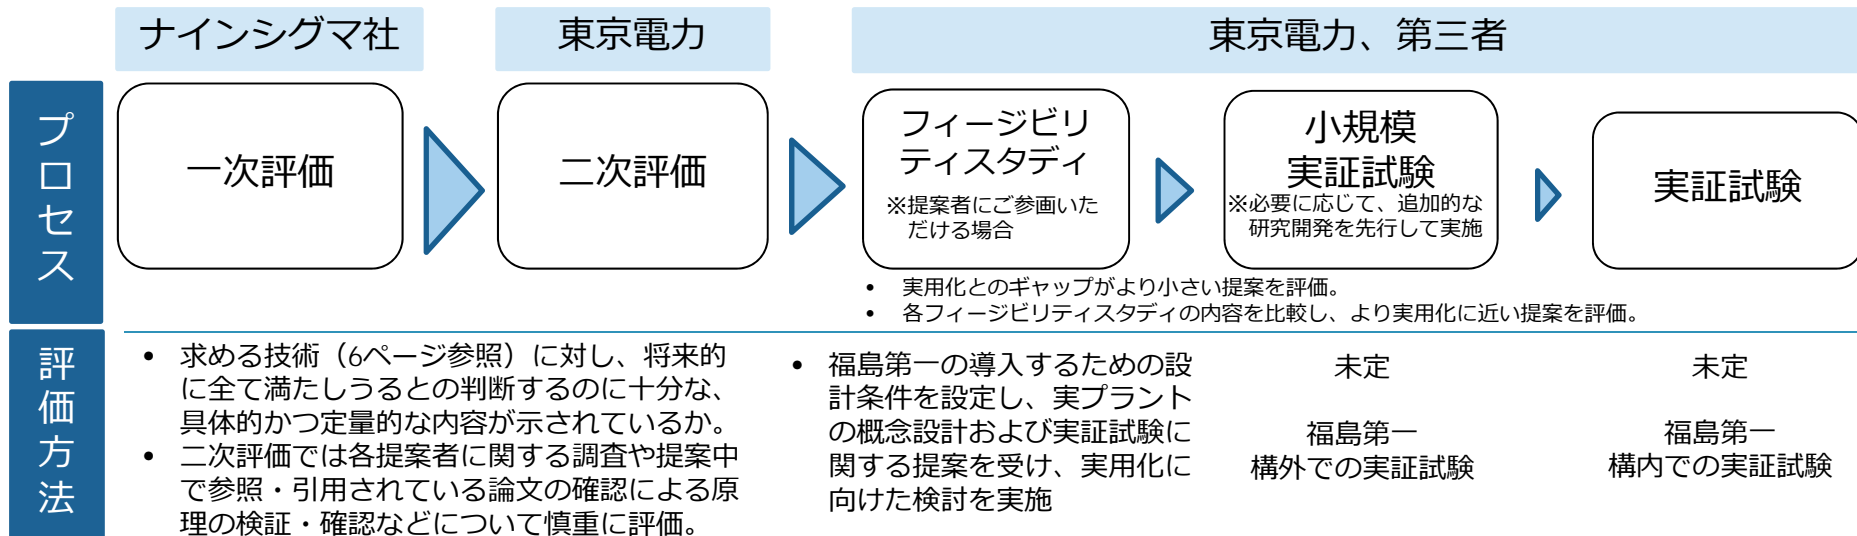 ナインシグマ社
東京電力
東京電力、第三者
プロセス
一次評価
二次評価
フィージビリ
ティスタディ
※提案者にご参画いた
だける場合
小規模
実証試験
※必要に応じて、追加的な
研究開発を先行して実施
実証試験
• 実用化とのギャップがより小さい提案を評価。
• 各フィージビリティスタディの内容を比較し、より実用化に近い提案を評価。
評価方法
• 求める技術（6ページ参照）に対し、将来的
に全て満たしうるとの判断するのに十分な、
具体的かつ定量的な内容が示されているか。
• 二次評価では各提案者に関する調査や提案中
で参照・引用されている論文の確認による原
理の検証・確認などについて慎重に評価。
• 福島第一の導入するための設
計条件を設定し、実プラント
の概念設計および実証試験に
関する提案を受け、実用化に
向けた検討を実施
未定
福島第一
構外での実証試験
未定
福島第一
構内での実証試験